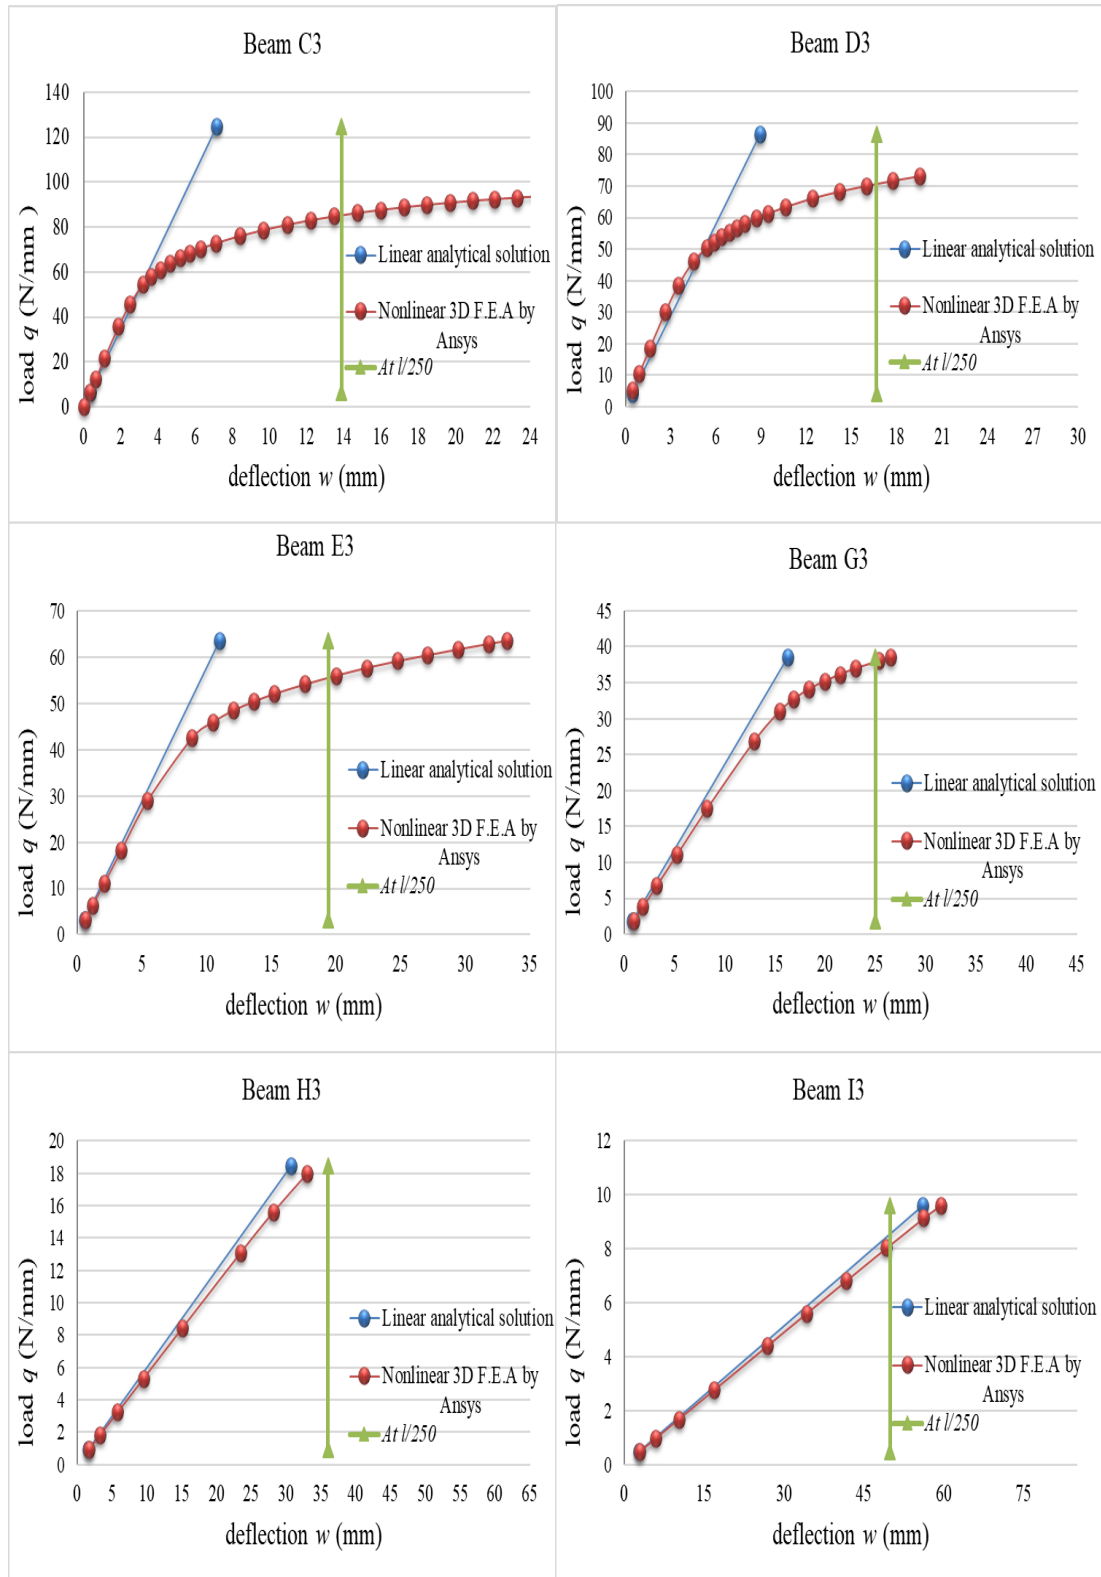 Beam C3
140
120
100
80
60
40
20
0
load q (N/mm )
0 2 4 6 8 10 12 14 16 18 20 22 24
deflection w (mm)
Linear analytical solution
Nonlinear 3D F.E.A by
Ansys
At l/250
Beam D3
100
90
80
70
60
50
40
30
20
10
0
load q (N/mm)
0 3 6 9 12 15 18 21 24 27 30
deflection w (mm)
Linear analytical solution
Nonlinear 3D F.E.A by
Ansys
At l/250
Beam E3
70
60
50
40
30
20
10
0
load q (N/mm)
0 5 10 15 20 25 30 35
deflection w (mm)
Linear analytical solution
Nonlinear 3D F.E.A by
Ansys
At l/250
Beam G3
45
40
35
30
25
20
15
10
5
0
load q (N/mm)
0 5 10 15 20 25 30 35 40 45
deflection w (mm)
Linear analytical solution
Nonlinear 3D F.E.A by
Ansys
At l/250
Beam H3
20
18
16
14
12
10
8
6
4
2
0
load q (N/mm)
0 5 10 15 20 25 30 35 40 45 50 55 60 65
deflection w (mm)
Linear analytical solution
Nonlinear 3D F.E.A by
Ansys
At l/250
Beam I3
12
10
8
6
4
2
0
load q (N/mm)
0 15 30 45 60 75
deflection w (mm)
Linear analytical solution
Nonlinear 3D F.E.A by
Ansys
At l/250